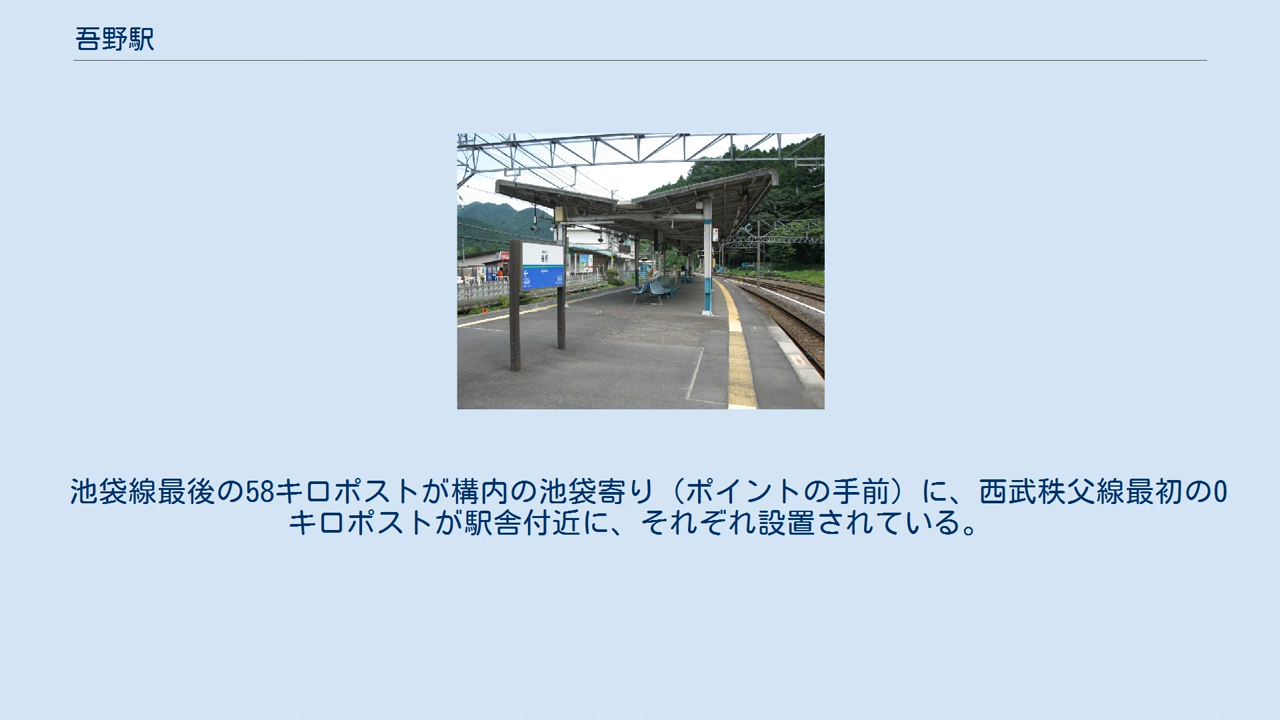 吾野駅
吾野
池袋線最後の58キロポストが構内の池袋寄り（ポイントの手前）に、西武秩父線最初の0
キロポストが駅舎付近に、それぞれ設置されている。